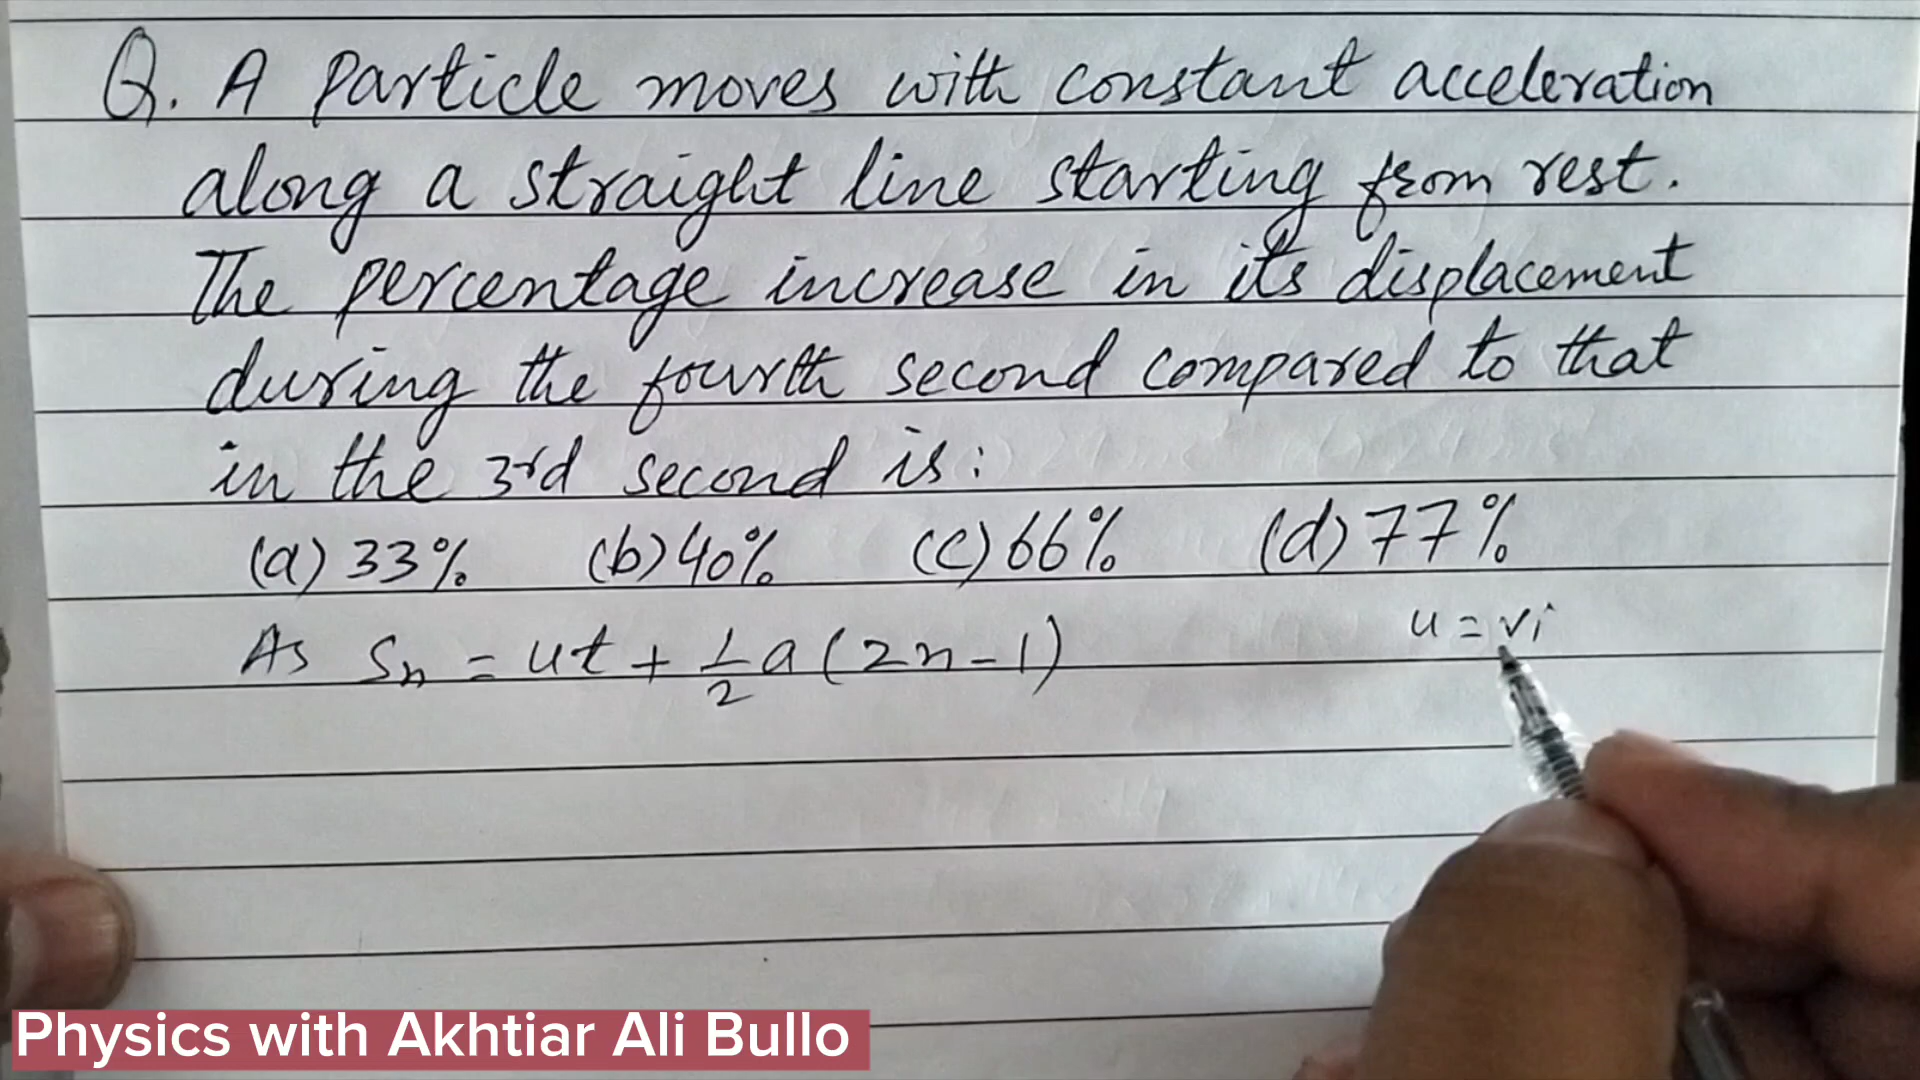 Q. A Particle moves with constant acceleration
along a straight line starting from rest.
The percentage increase in its displacement
during the fourth second compared to that
in the 3rd second is:
(a) 33% (b) 40% (c) 66% (d) 77%
As Sn = ut + 1/2 a (2n-1) u = vi
Physics with Akhtiar Ali Bullo